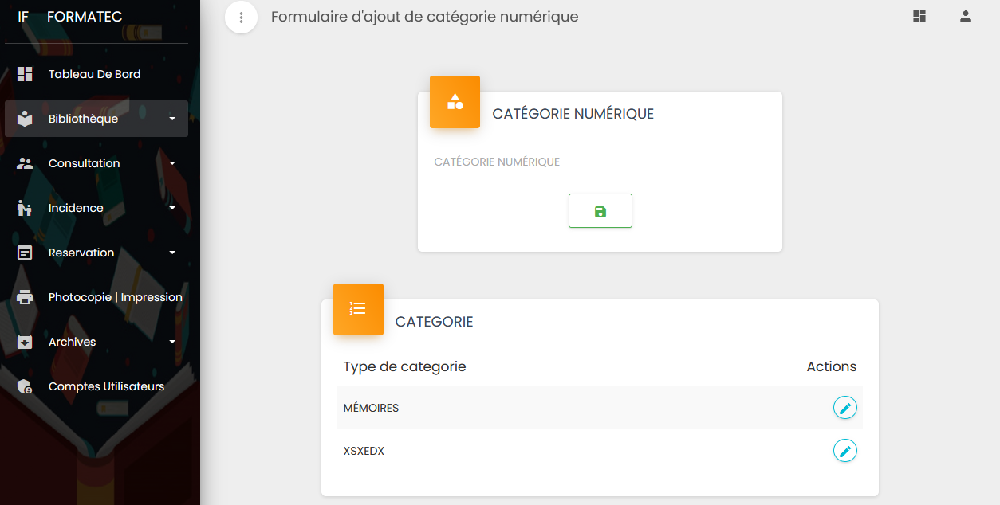 IF FORMATEC
Formulaire d'ajout de catégorie numérique
Tableau De Bord
Bibliothèque
Consultation
Incidence
Reservation
Photocopie | Impression
Archives
Comptes Utilisateurs
CATÉGORIE NUMÉRIQUE
CATÉGORIE NUMÉRIQUE
CATEGORIE
Type de categorie Actions
MÉMOIRES
XSXEDX